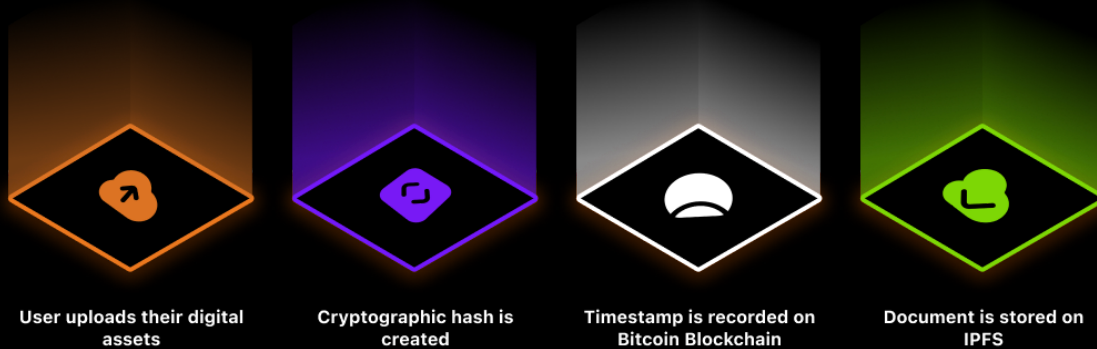 User uploads their digital
assets
Cryptographic hash is
created
Timestamp is recorded on
Bitcoin Blockchain
Document is stored on
IPFS